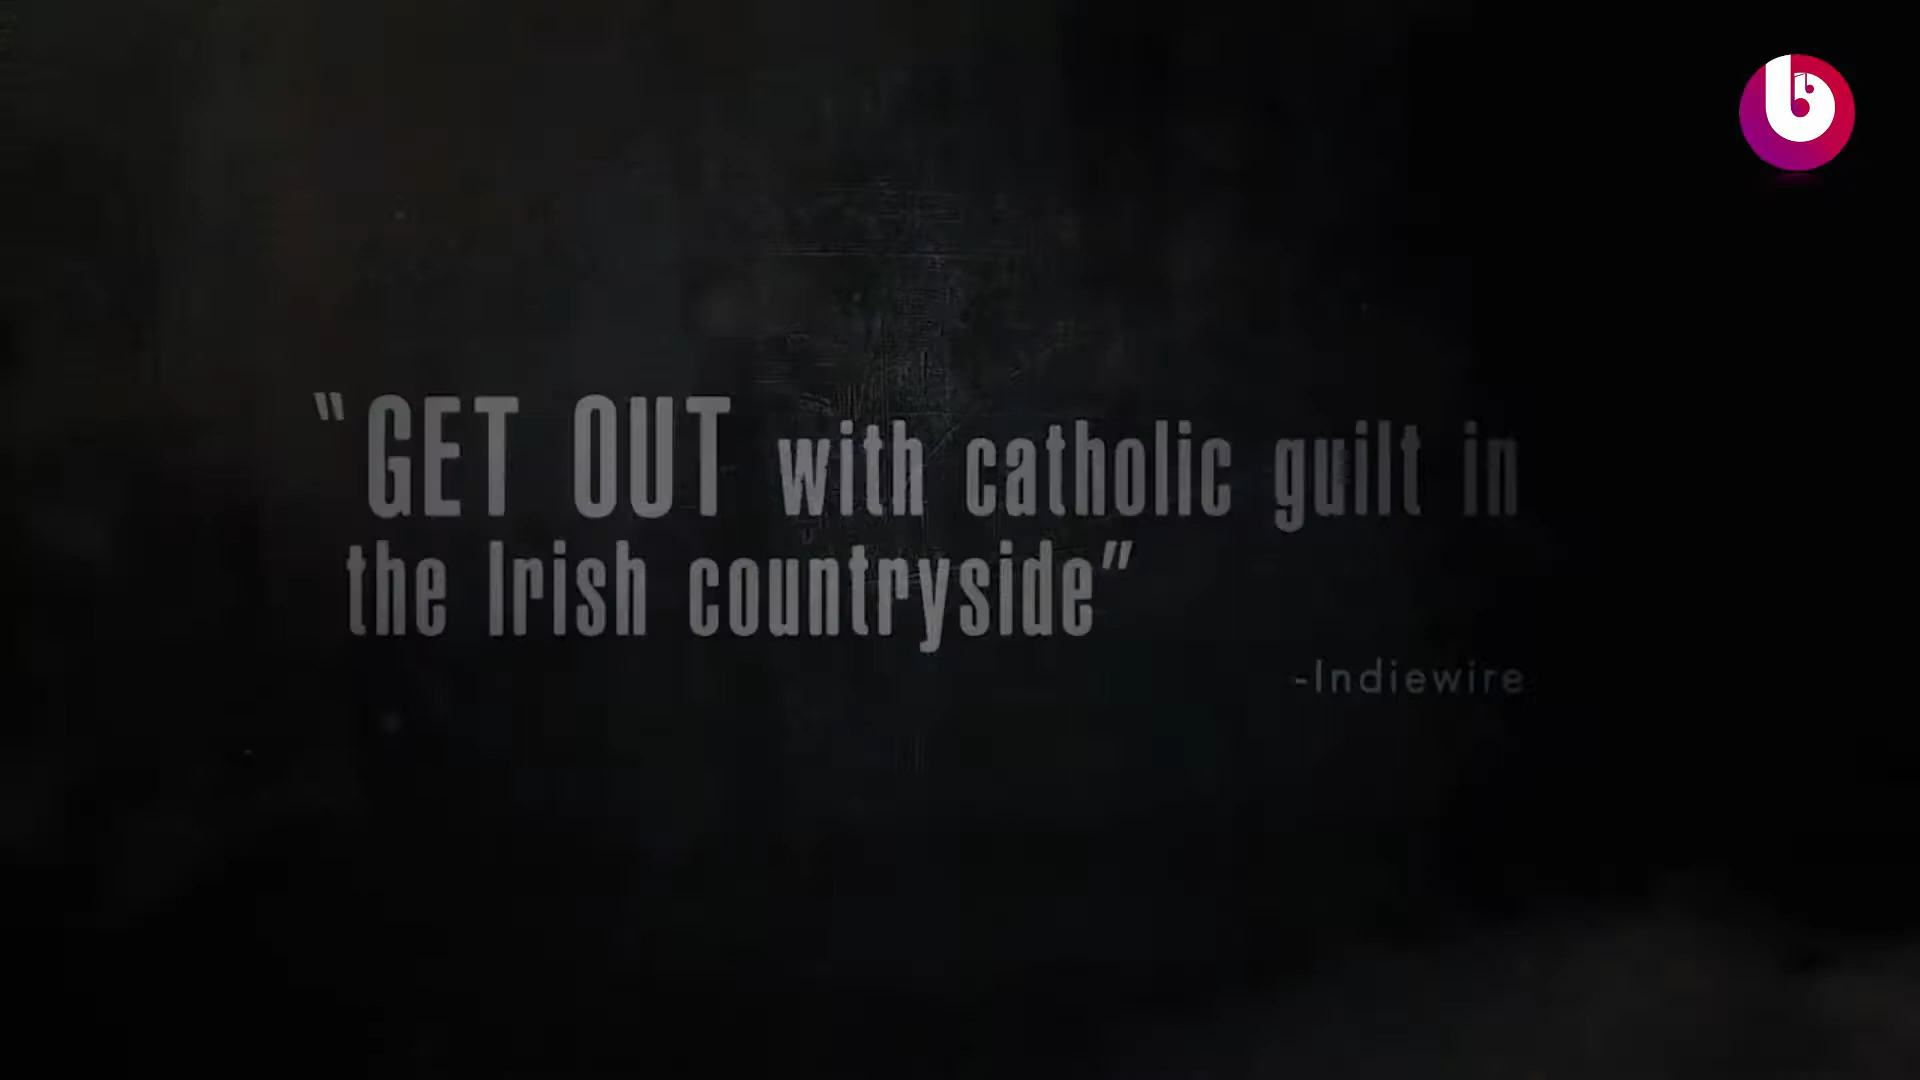 "GET OUT with catholic guilt in
the Irish countryside"
-Indiewire